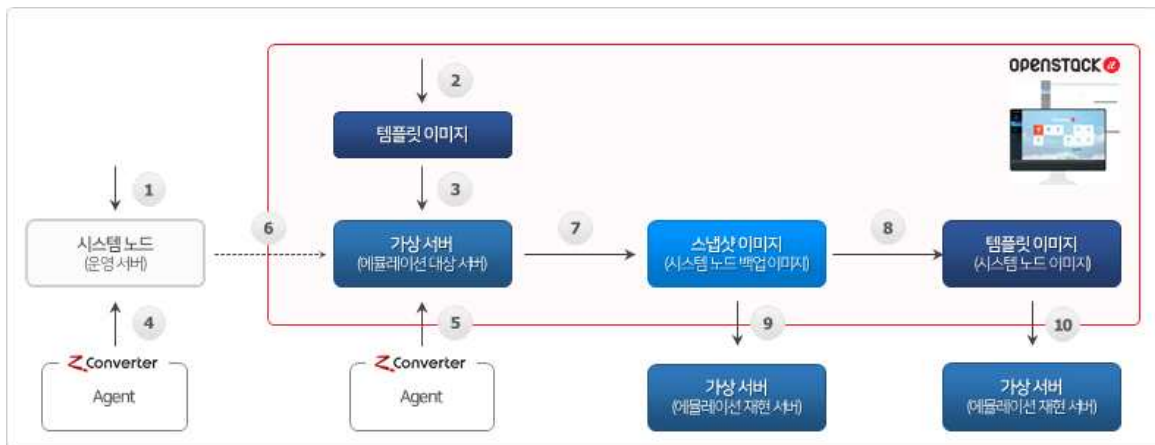 openstack it
2
템플릿 이미지
1
3
6
7
8
시스템 노드
(운영 서버)
가상 서버
(에뮬레이션 대상 서버)
스냅샷 이미지
(시스템 노드 백업 이미지)
템플릿 이미지
(시스템 노드 이미지)
4
5
9
10
Z.Converter
Agent
Z.Converter
Agent
가상 서버
(에뮬레이션 재현 서버)
가상 서버
(에뮬레이션 재현 서버)